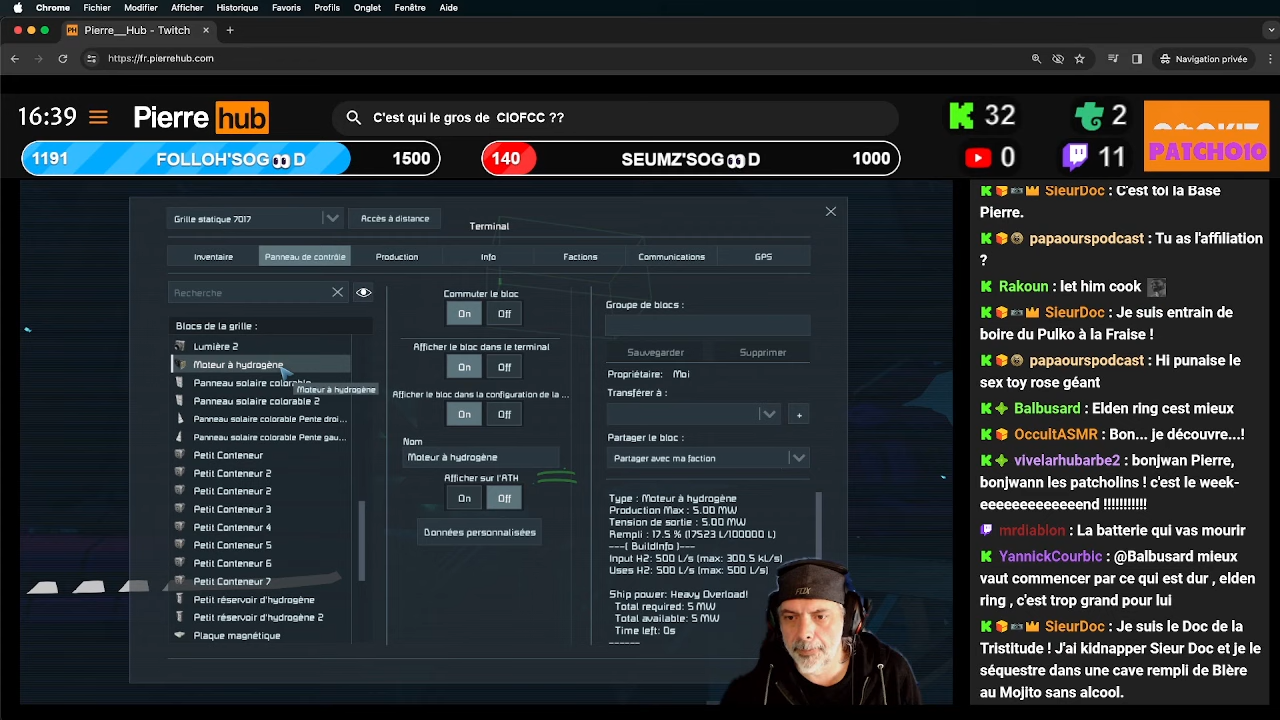 Chrome Fichier Modifier Afficher Historique Favoris Profils Onglet Fenêtre Aide
PH Pierre__Hub - Twitch
https://fr.pierrehub.com
Navigation privée
16:39 Pierre hub
C'est qui le gros de CIOFCC ??
32 2
0 11
PATCHO10
1191 FOLLOH'SOG👀D 1500
140 SEUMZ'SOG👀D 1000
Grille statique 7017
Accès à distance
Terminal
Inventaire Panneau de contrôle Production Info Factions Communications GPS
Recherche
Blocs de la grille :
Lumière 2
Moteur à hydrogène
Panneau solaire colorable
Moteur à hydrogène
Panneau solaire colorable 2
Panneau solaire colorable Pente droi...
Panneau solaire colorable Pente gau...
Petit Conteneur
Petit Conteneur 2
Petit Conteneur 2
Petit Conteneur 3
Petit Conteneur 4
Petit Conteneur 5
Petit Conteneur 6
Petit Conteneur 7
Petit réservoir d'hydrogène
Petit réservoir d'hydrogène 2
Plaque magnétique
Commuter le bloc
On Off
Afficher le bloc dans le terminal
On Off
Afficher le bloc dans la configuration de la ...
On Off
Nom
Moteur à hydrogène
Afficher sur l'ATH
On Off
Données personnalisées
Groupe de blocs :
Sauvegarder Supprimer
Propriétaire: Moi
Transférer à :
+
Partager le bloc :
Partager avec ma faction
Type : Moteur à hydrogène
Production Max : 5.00 MW
Tension de sortie : 5.00 MW
Rempli : 17.5 % (17523 L/100000 L)
---{ BuildInfo }---
Input H2: 500 L/s (max: 300.5 kL/s)
Uses H2: 500 L/s (max: 500 L/s)
Ship power: Heavy Overload!
Total required: 5 MW
Total available: 5 MW
Time left: 0s
------
SieurDoc : C'est toi la Base
Pierre.
papaourspodcast : Tu as l'affiliation
?
Rakoun : let him cook
SieurDoc : Je suis entrain de
boire du Pulko à la Fraise !
papaourspodcast : Hi punaise le
sex toy rose géant
Balbusard : Elden ring cest mieux
OccultASMR : Bon... je découvre...!
vivelarhubarbe2 : bonjwan Pierre,
bonjwann les patcholins ! c'est le week-
eeeeeeeeeeeeend !!!!!!!!!!
mrdiablon : La batterie qui vas mourir
YannickCourbic : @Balbusard mieux
vaut commencer par ce qui est dur , elden
ring , c'est trop grand pour lui
SieurDoc : Je suis le Doc de la
Tristitude ! J'ai kidnapper Sieur Doc et je le
séquestre dans une cave rempli de Blère
au Mojito sans alcool.